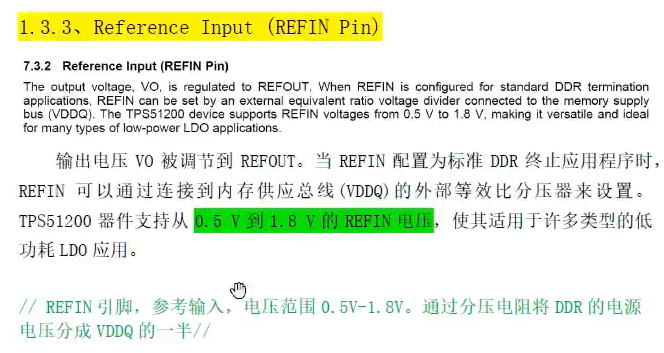 1.3.3、Reference Input (REFIN Pin)
7.3.2 Reference Input (REFIN Pin)
The output voltage, VO, is regulated to REFOUT. When REFIN is configured for standard DDR termination
applications, REFIN can be set by an external equivalent ratio voltage divider connected to the memory supply
bus (VDDQ). The TPS51200 device supports REFIN voltages from 0.5 V to 1.8 V, making it versatile and ideal
for many types of low-power LDO applications.
输出电压 VO 被调节到 REFOUT。当 REFIN 配置为标准 DDR 终止应用程序时，
REFIN 可以通过连接到内存供应总线(VDDQ)的外部等效比分压器来设置。
TPS51200 器件支持从 0.5 V 到 1.8 V 的 REFIN 电压，使其适用于许多类型的低
功耗 LDO 应用。
// REFIN 引脚，参考输入，电压范围 0.5V-1.8V。通过分压电阻将 DDR 的电源
电压分成 VDDQ 的一半//